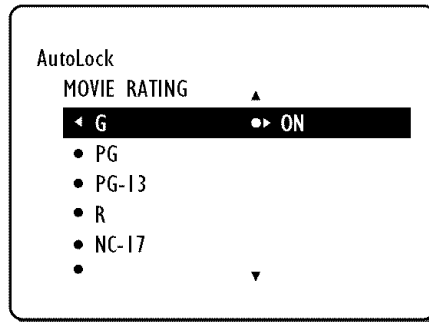 AutoLock
MOVIE RATING ▲
◄ G ●► ON
● PG
● PG-13
● R
● NC-17
● ▼